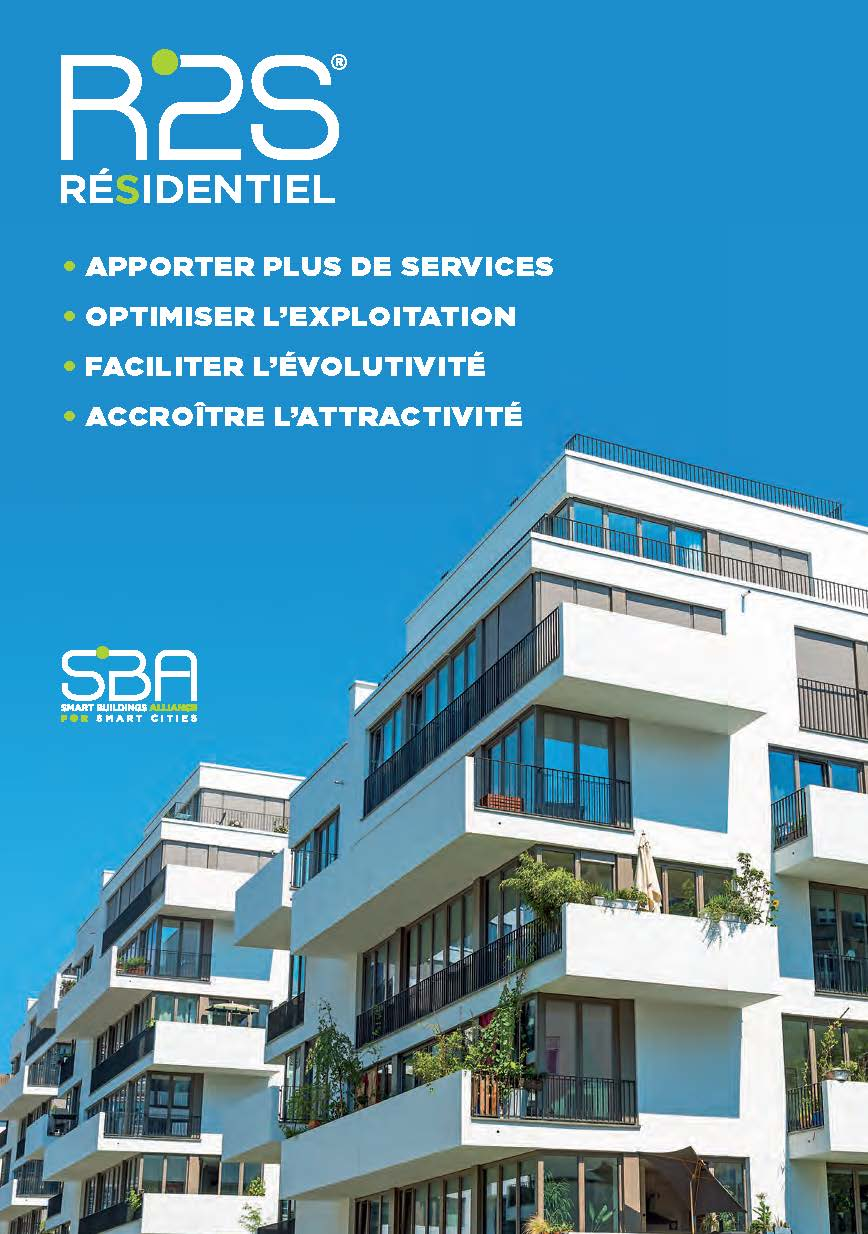 R2S®
RÉSIDENTIEL
• APPORTER PLUS DE SERVICES
• OPTIMISER L’EXPLOITATION
• FACILITER L’ÉVOLUTIVITÉ
• ACCROÎTRE L’ATTRACTIVITÉ
SBA
SMART BUILDINGS ALLIANCE
FOR SMART CITIES